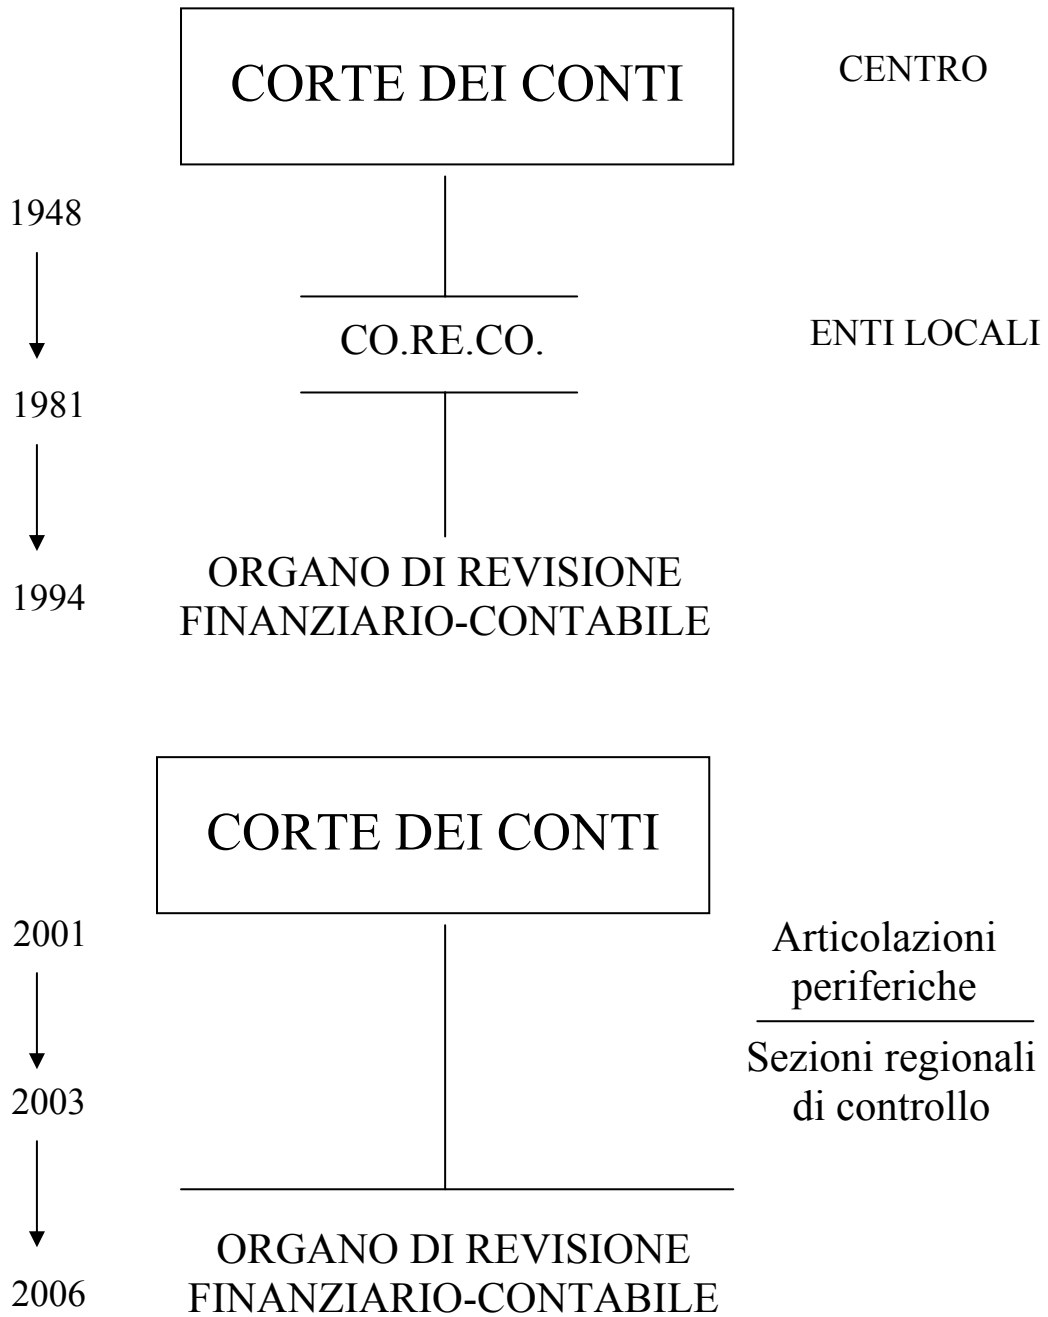 CORTE DEI CONTI
CENTRO
1948
CO.RE.CO.
ENTI LOCALI
1981
1994
ORGANO DI REVISIONE
FINANZIARIO-CONTABILE
CORTE DEI CONTI
2001
Articolazioni
periferiche
Sezioni regionali
di controllo
2003
ORGANO DI REVISIONE
FINANZIARIO-CONTABILE
2006